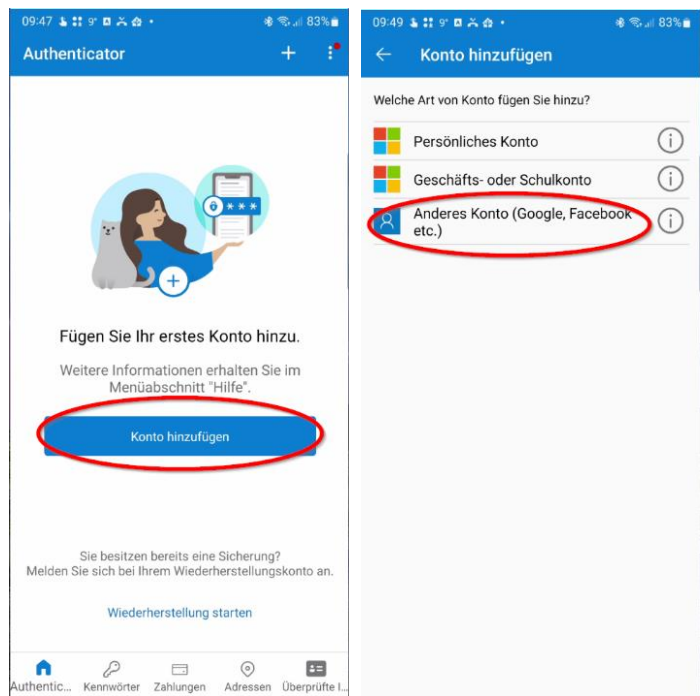 09:47 9° 83%
Authenticator
Fügen Sie Ihr erstes Konto hinzu.
Weitere Informationen erhalten Sie im
Menüabschnitt "Hilfe".
Konto hinzufügen
Sie besitzen bereits eine Sicherung?
Melden Sie sich bei Ihrem Wiederherstellungskonto an.
Wiederherstellung starten
Authentic... Kennwörter Zahlungen Adressen Überprüfte I...
09:49 9° 83%
Konto hinzufügen
Welche Art von Konto fügen Sie hinzu?
Persönliches Konto
Geschäfts- oder Schulkonto
Anderes Konto (Google, Facebook
etc.)